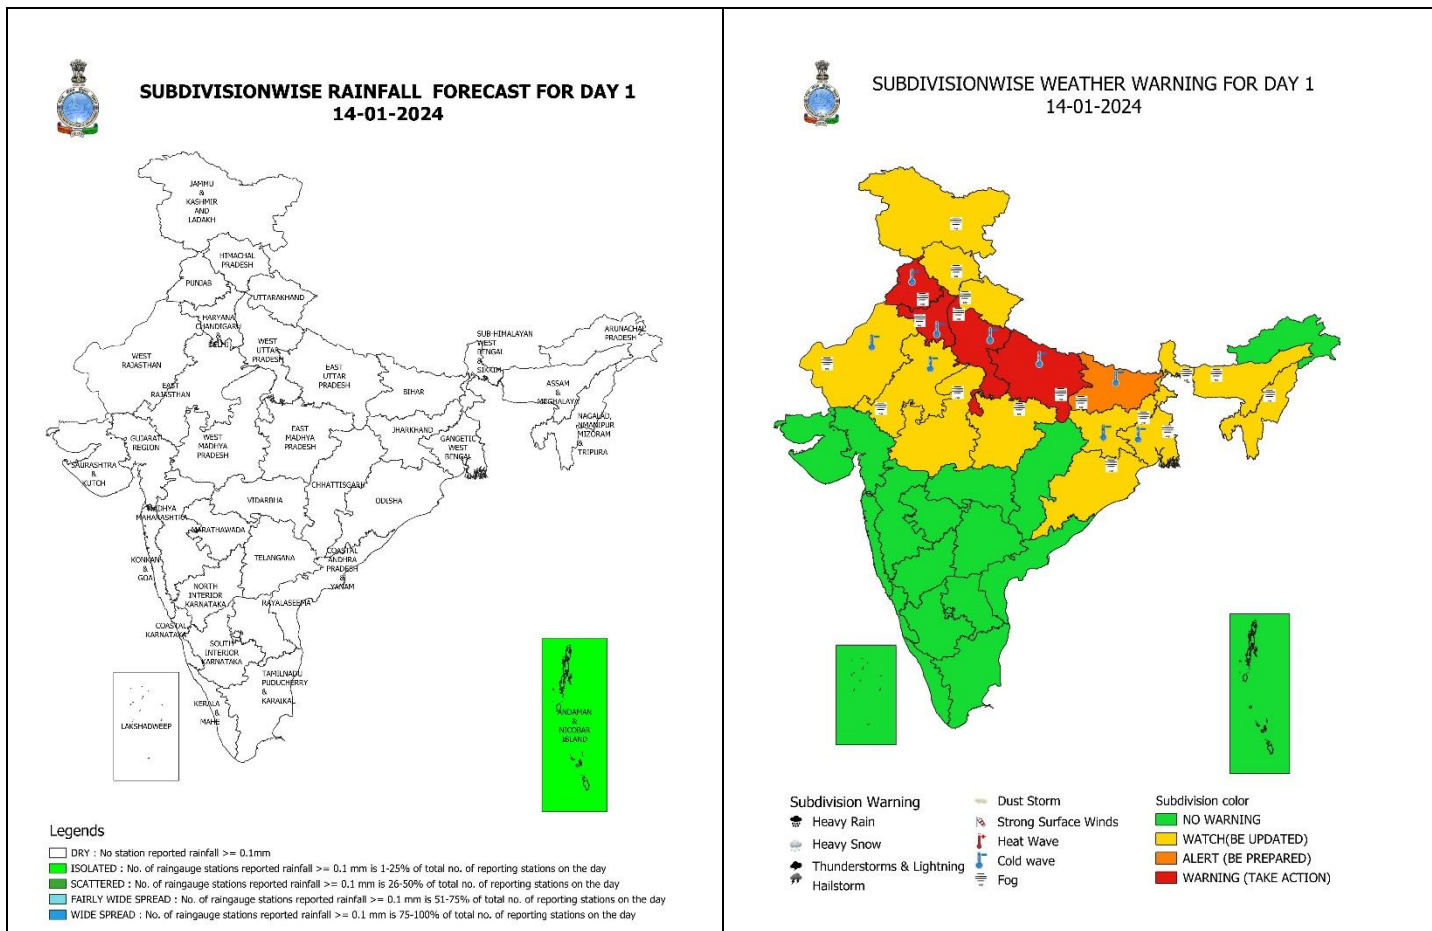 SUBDIVISIONWISE RAINFALL FORECAST FOR DAY 1
14-01-2024
JAMMU
&
KASHMIR
AND
LADAKH
HIMACHAL
PRADESH
PUNJAB
UTTARAKHAND
HARYANA
CHANDIGARH
&
DELHI
WEST
RAJASTHAN
WEST
UTTAR
PRADESH
EAST
UTTAR
PRADESH
SUB-HIMALAYAN
WEST
BENGAL
&
SIKKIM
ARUNACHAL
PRADESH
EAST
RAJASTHAN
BIHAR
ASSAM
&
MEGHALAYA
NAGALAD,
MANIPUR
MIZORAM
&
TRIPURA
GUJARAT
REGION
WEST
MADHYA
PRADESH
EAST
MADHYA
PRADESH
JHARKHAND
GANGETIC
WEST
BENGAL
SAURASHTRA
&
KUTCH
CHHATTISGARH
ODISHA
VIDARBHA
MADHYA
MAHARASHTRA
MARATHAWADA
TELANGANA
COASTAL
ANDHRA
PRADESH
&
YANAM
KONKAN
&
GOA
NORTH
INTERIOR
KARNATAKA
RAYALASEEMA
COASTAL
KARNATAKA
SOUTH
INTERIOR
KARNATAKA
TAMILNADU
PUDUCHERRY
&
KARAIKAL
KERALA
&
MAHE
LAKSHADWEEP
ANDAMAN
&
NICOBAR
ISLAND
Legends
DRY : No station reported rainfall >= 0.1mm
ISOLATED : No. of raingauge stations reported rainfall >= 0.1 mm is 1-25% of total no. of reporting stations on the day
SCATTERED : No. of raingauge stations reported rainfall >= 0.1 mm is 26-50% of total no. of reporting stations on the day
FAIRLY WIDE SPREAD : No. of raingauge stations reported rainfall >= 0.1 mm is 51-75% of total no. of reporting stations on the day
WIDE SPREAD : No. of raingauge stations reported rainfall >= 0.1 mm is 75-100% of total no. of reporting stations on the day
SUBDIVISIONWISE WEATHER WARNING FOR DAY 1
14-01-2024
Subdivision Warning
Heavy Rain
Heavy Snow
Thunderstorms & Lightning
Hailstorm
Dust Storm
Strong Surface Winds
Heat Wave
Cold wave
Fog
Subdivision color
NO WARNING
WATCH(BE UPDATED)
ALERT (BE PREPARED)
WARNING (TAKE ACTION)